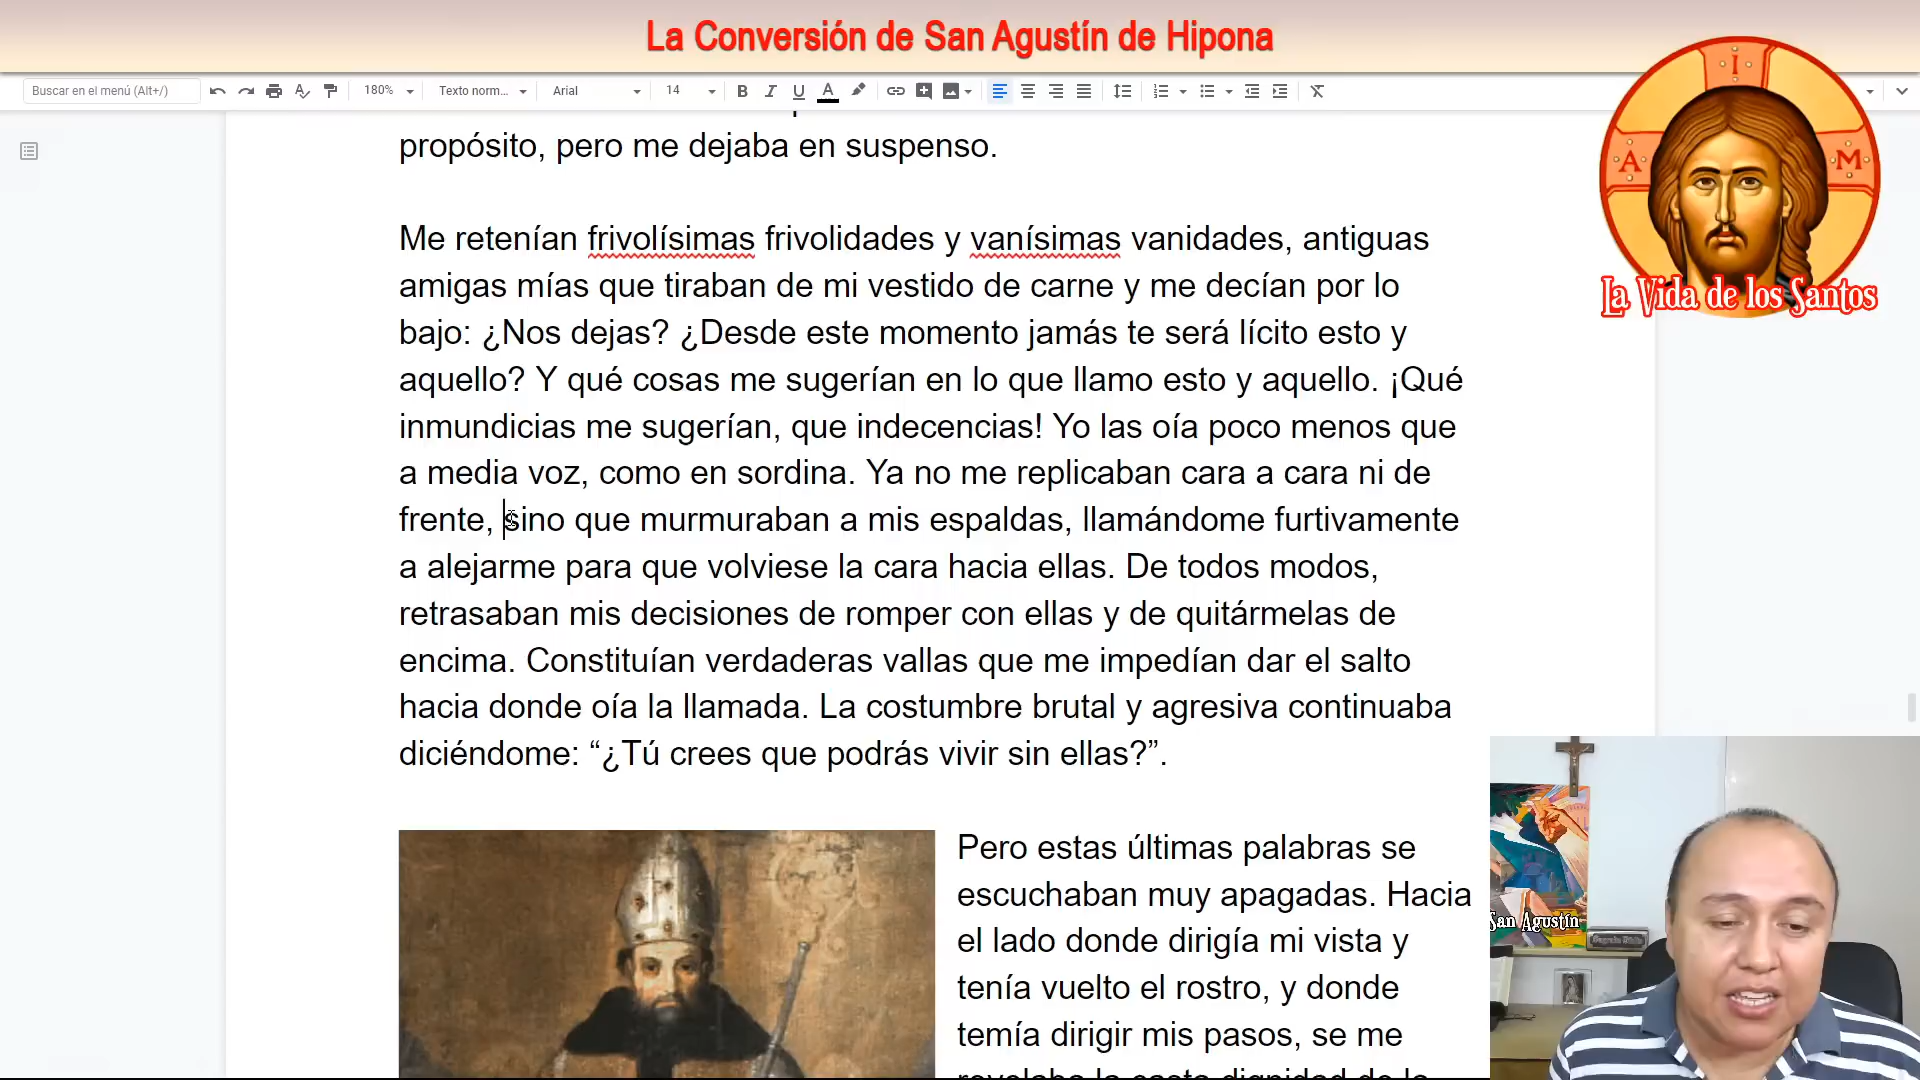 La Conversión de San Agustín de Hipona
Buscar en el menú (Alt+/)
180%
Texto norm...
Arial
14
B I U A
propósito, pero me dejaba en suspenso.
Me retenían frivolísimas frivolidades y vanísimas vanidades, antiguas
amigas mías que tiraban de mi vestido de carne y me decían por lo
bajo: ¿Nos dejas? ¿Desde este momento jamás te será lícito esto y
aquello? Y qué cosas me sugerían en lo que llamo esto y aquello. ¡Qué
inmundicias me sugerían, que indecencias! Yo las oía poco menos que
a media voz, como en sordina. Ya no me replicaban cara a cara ni de
frente, sino que murmuraban a mis espaldas, llamándome furtivamente
a alejarme para que volviese la cara hacia ellas. De todos modos,
retrasaban mis decisiones de romper con ellas y de quitármelas de
encima. Constituían verdaderas vallas que me impedían dar el salto
hacia donde oía la llamada. La costumbre brutal y agresiva continuaba
diciéndome: “¿Tú crees que podrás vivir sin ellas?”.
Pero estas últimas palabras se
escuchaban muy apagadas. Hacia
el lado donde dirigía mi vista y
tenía vuelto el rostro, y donde
temía dirigir mis pasos, se me
revelaba la casta dignidad de la
I
A
M
La Vida de los Santos
San Agustín
Sagrada Biblia